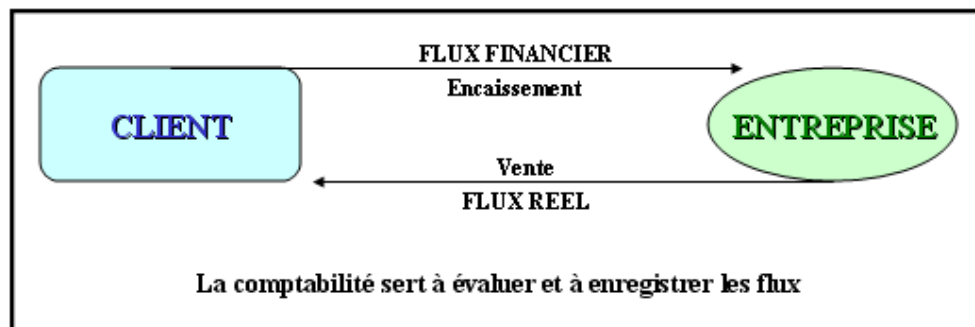 FLUX FINANCIER
Encaissement
CLIENT
ENTREPRISE
Vente
FLUX REEL
La comptabilité sert à évaluer et à enregistrer les flux